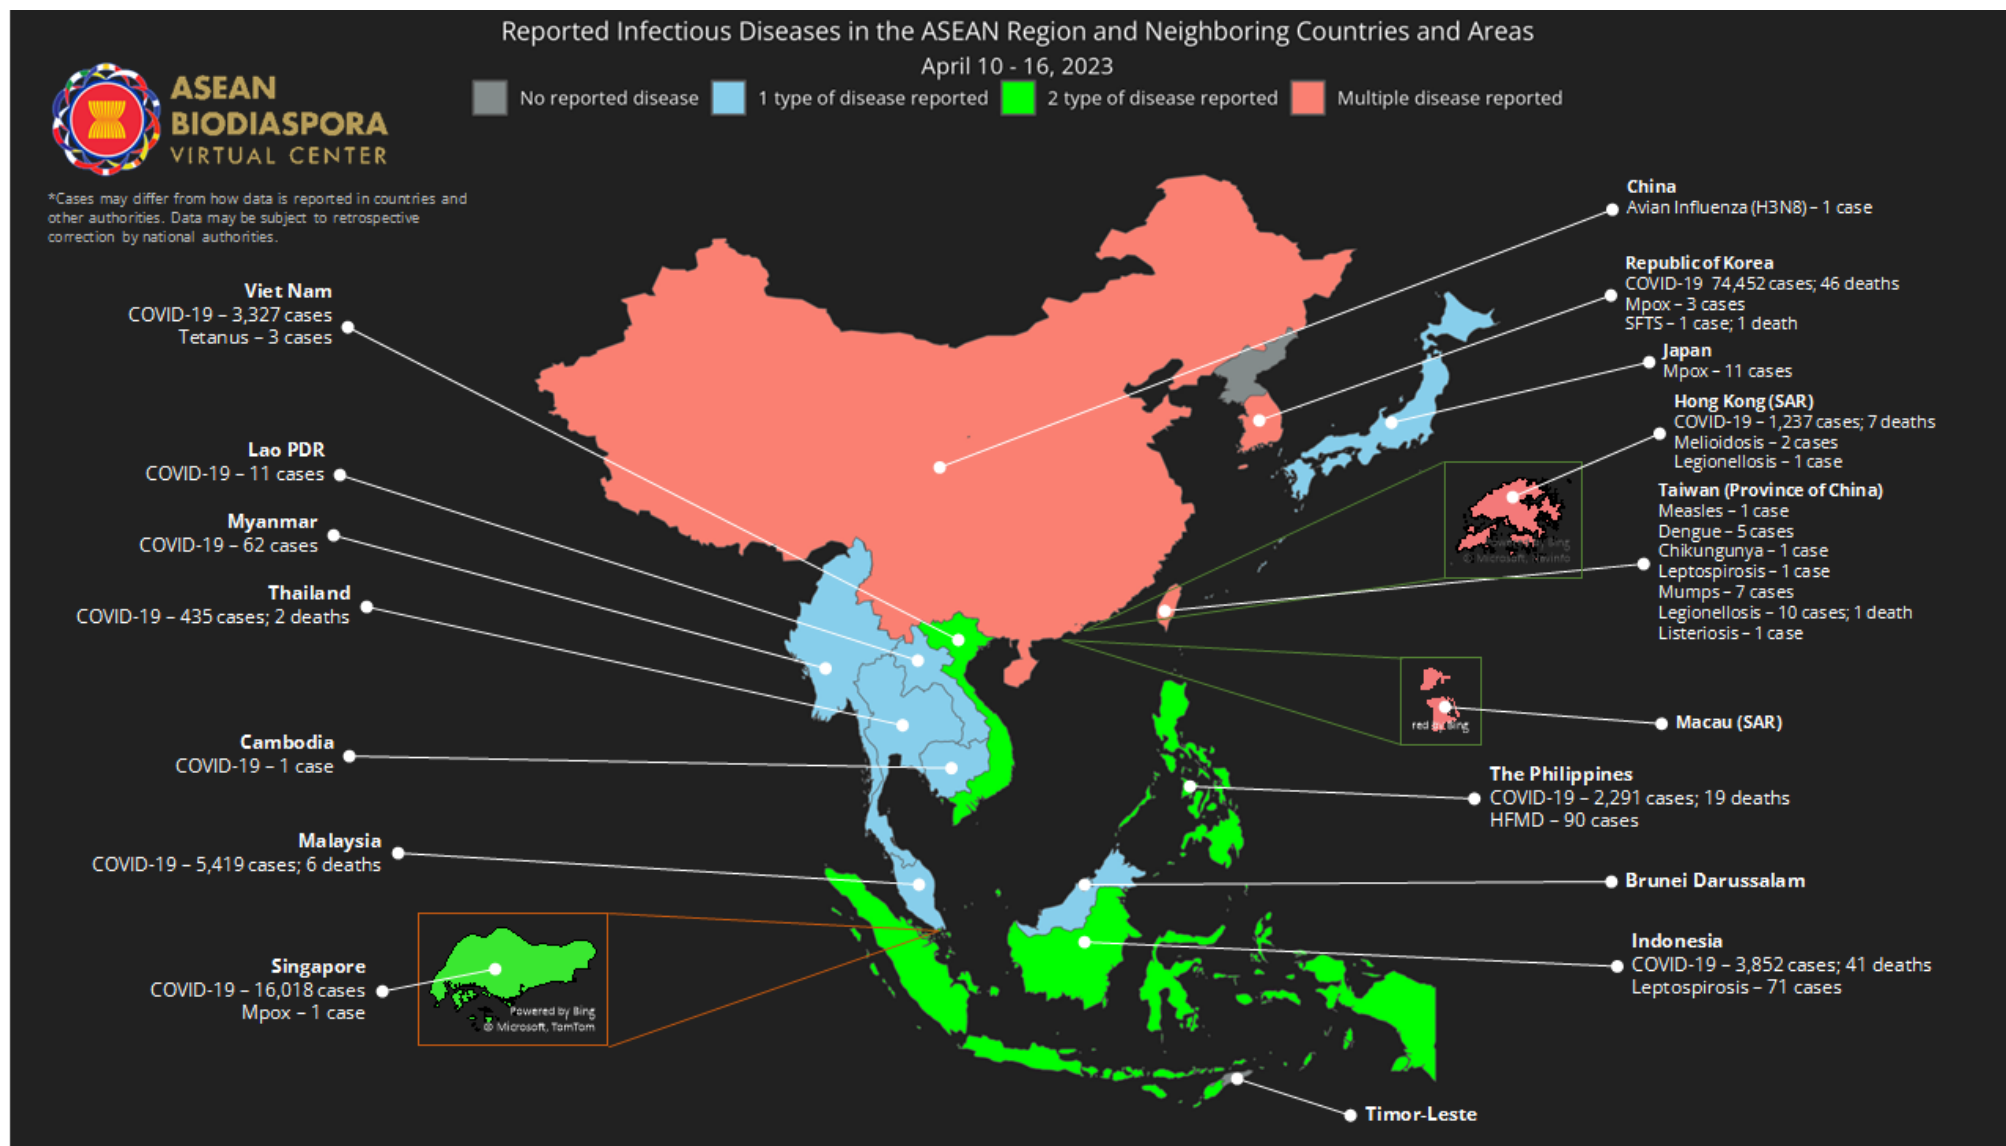 Reported Infectious Diseases in the ASEAN Region and Neighboring Countries and Areas
April 10 - 16, 2023
No reported disease
1 type of disease reported
2 type of disease reported
Multiple disease reported
ASEAN
BIODIASPORA
VIRTUAL CENTER
*Cases may differ from how data is reported in countries and
other authorities. Data may be subject to retrospective
correction by national authorities.
Viet Nam
COVID-19 – 3,327 cases
Tetanus – 3 cases
Lao PDR
COVID-19 – 11 cases
Myanmar
COVID-19 – 62 cases
Thailand
COVID-19 – 435 cases; 2 deaths
Cambodia
COVID-19 – 1 case
Malaysia
COVID-19 – 5,419 cases; 6 deaths
Singapore
COVID-19 – 16,018 cases
Mpox – 1 case
Powered by Bing
© Microsoft, TomTom
China
Avian Influenza (H3N8) – 1 case
Republic of Korea
COVID-19 74,452 cases; 46 deaths
Mpox – 3 cases
SFTS – 1 case; 1 death
Japan
Mpox – 11 cases
Hong Kong (SAR)
COVID-19 – 1,237 cases; 7 deaths
Melioidosis – 2 cases
Legionellosis – 1 case
Powered by Bing
© Microsoft, Navinfo
Taiwan (Province of China)
Measles – 1 case
Dengue – 5 cases
Chikungunya – 1 case
Leptospirosis – 1 case
Mumps – 7 cases
Legionellosis – 10 cases; 1 death
Listeriosis – 1 case
Macau (SAR)
red by Bing
The Philippines
COVID-19 – 2,291 cases; 19 deaths
HFMD – 90 cases
Brunei Darussalam
Indonesia
COVID-19 – 3,852 cases; 41 deaths
Leptospirosis – 71 cases
Timor-Leste